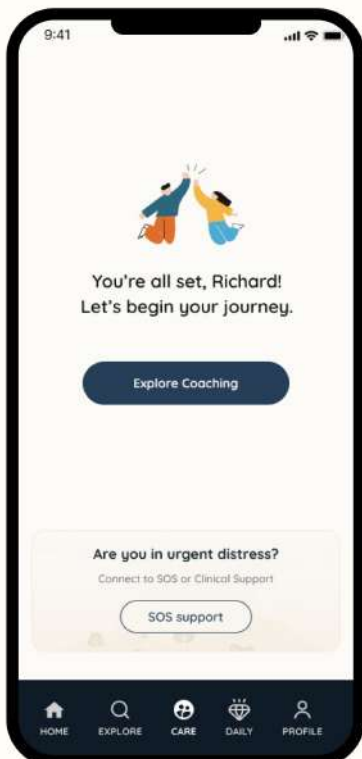 9:41
You're all set, Richard!
Let's begin your journey.
Explore Coaching
Are you in urgent distress?
Connect to SOS or Clinical Support
SOS support
HOME EXPLORE CARE DAILY PROFILE